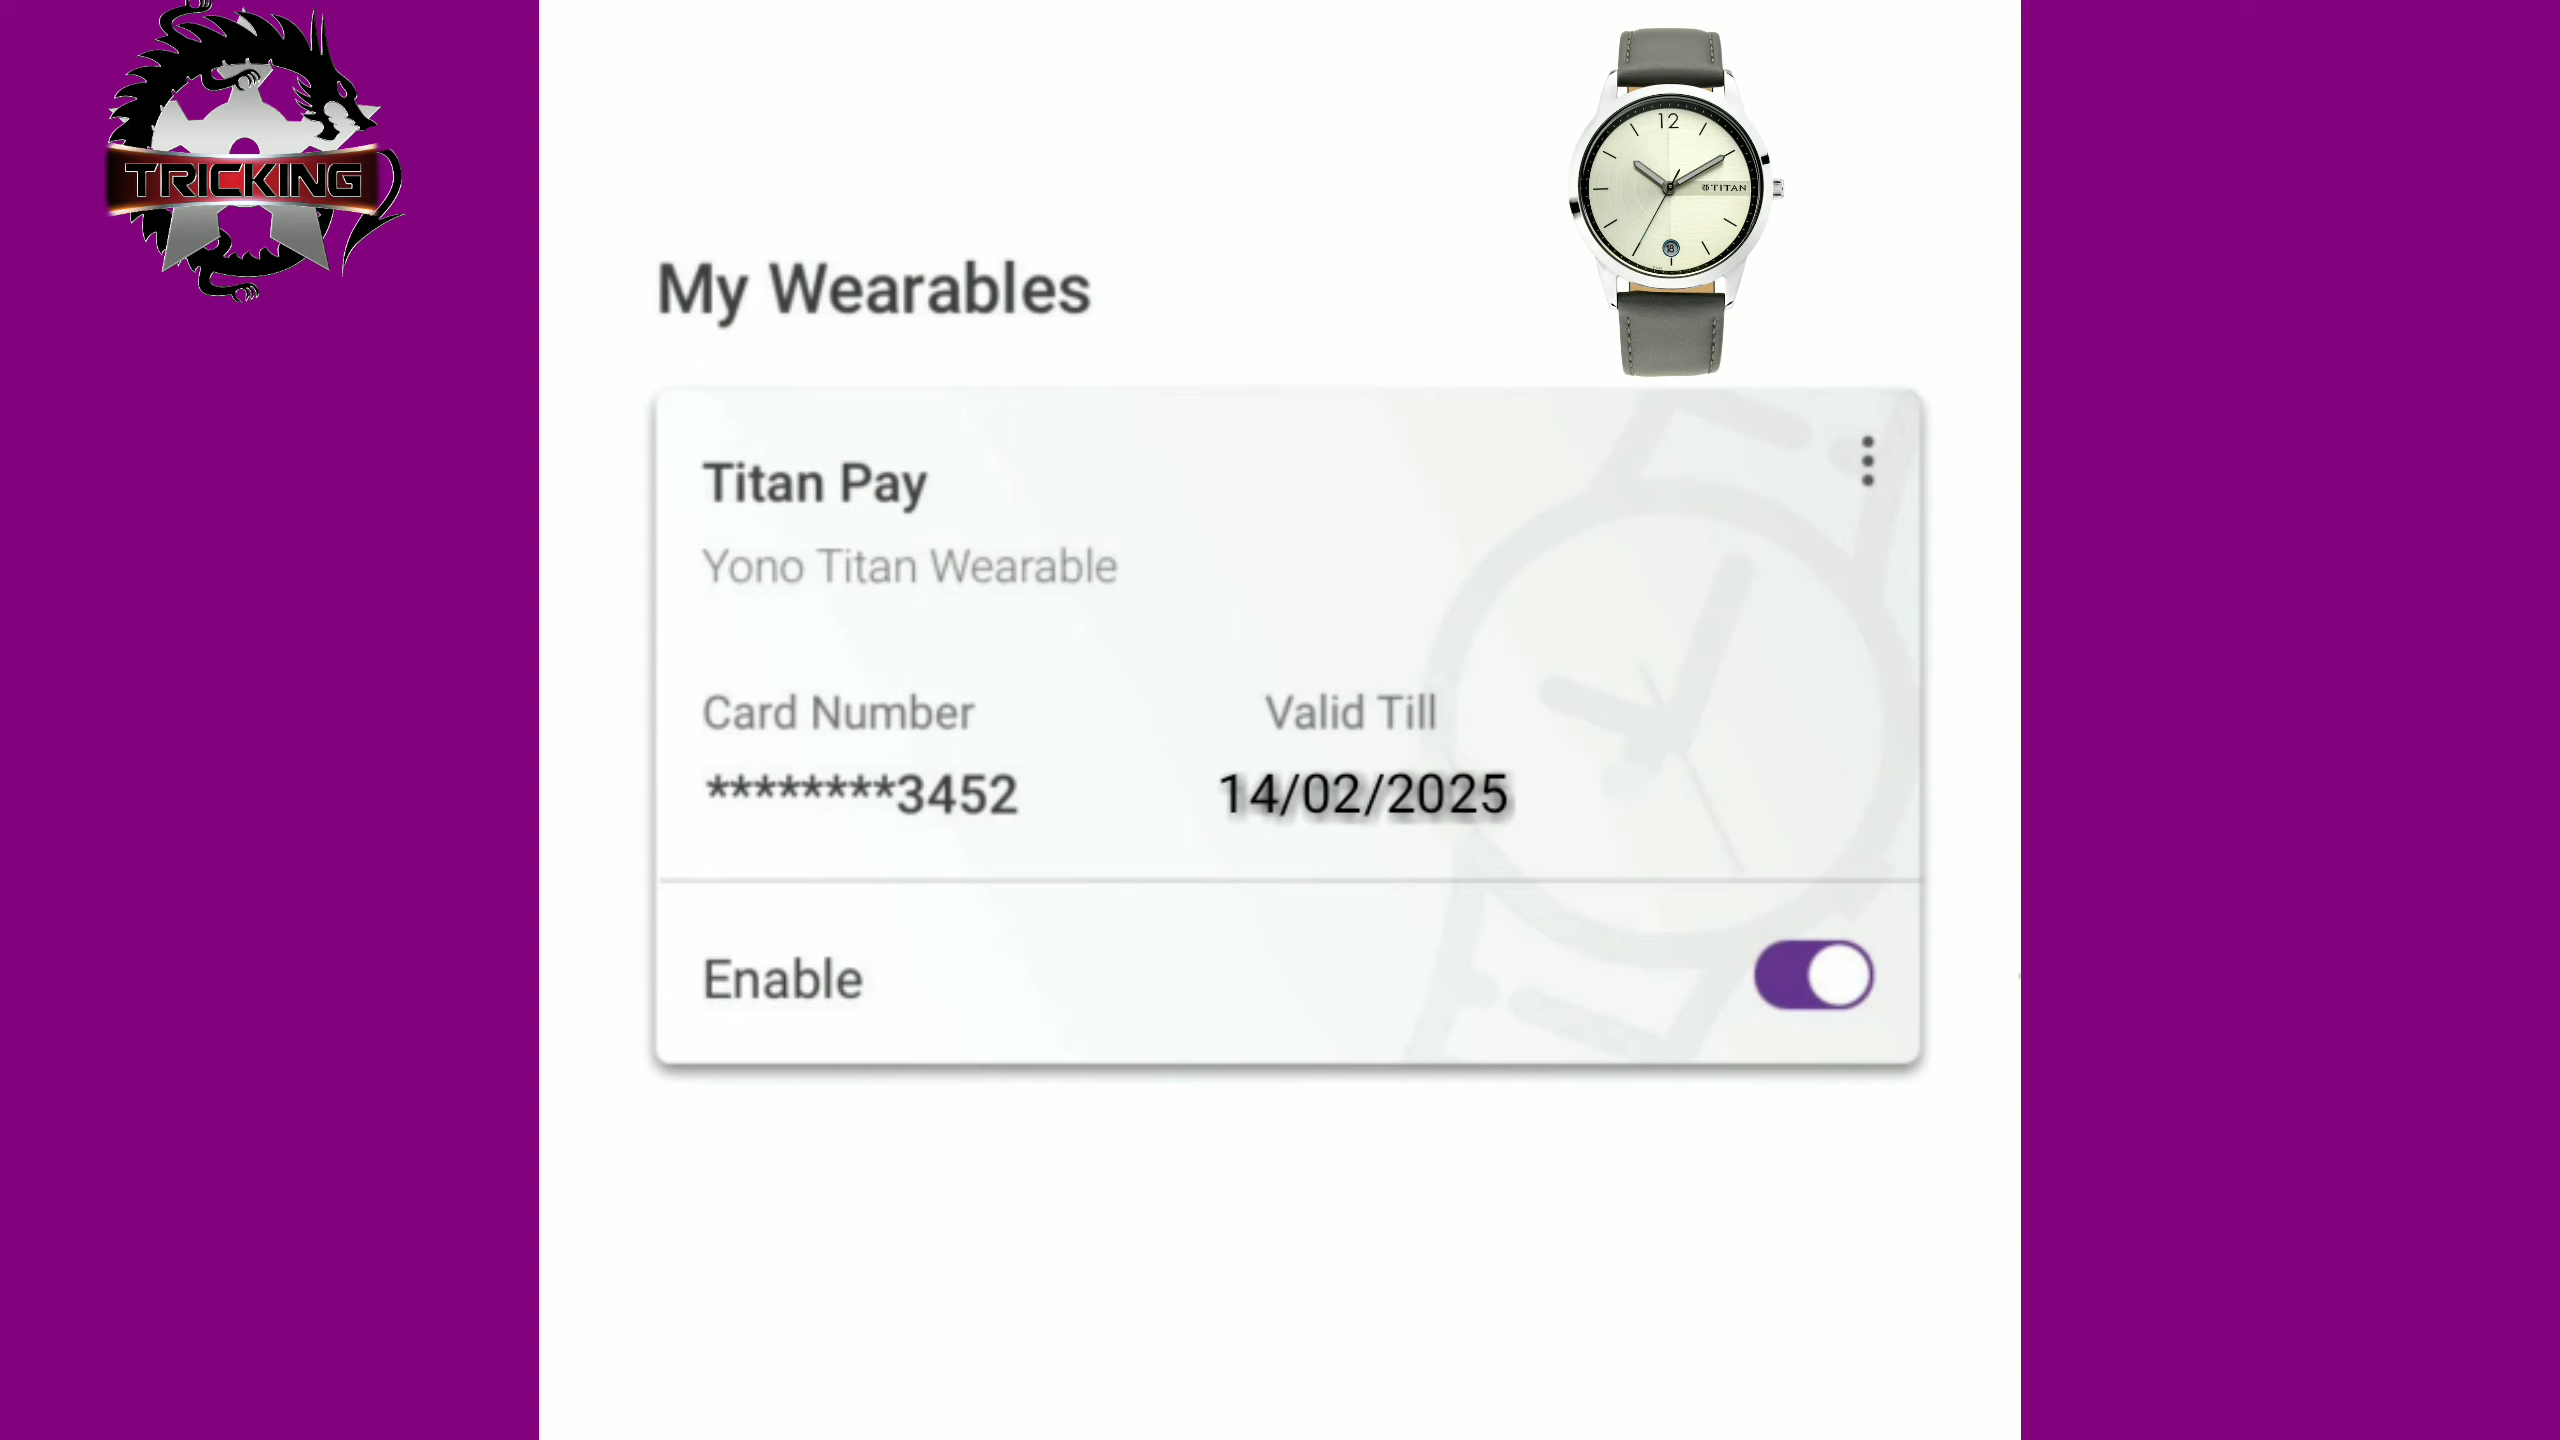 TRICKING
12
TITAN
18
My Wearables
Titan Pay
Yono Titan Wearable
Card Number Valid Till
********3452 14/02/2025
Enable